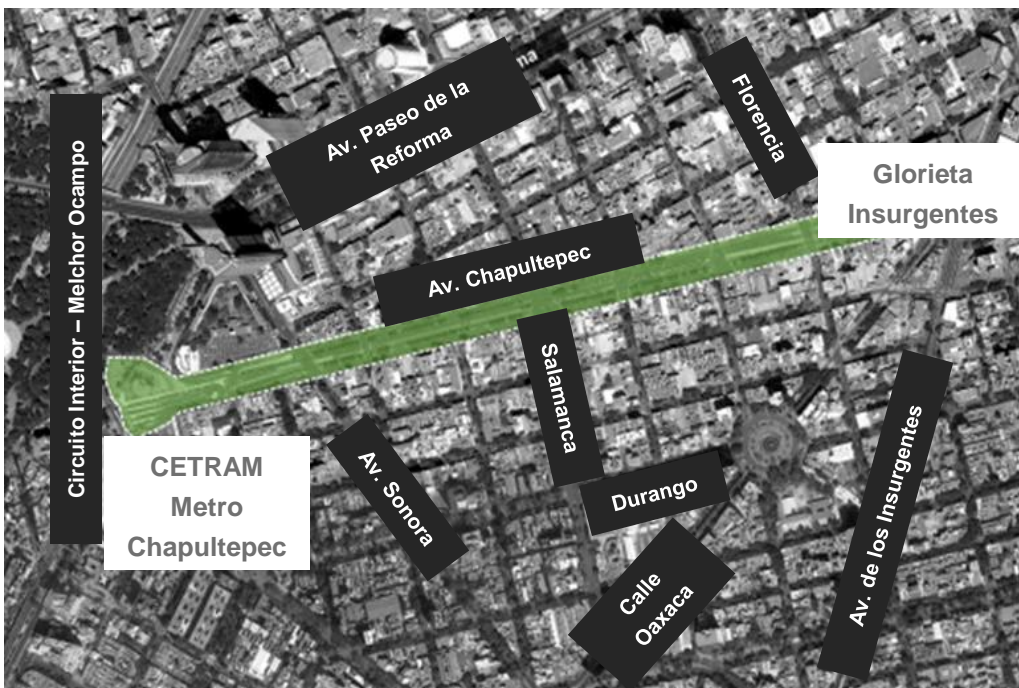 na
Av. Paseo de la
Reforma
Florencia
Glorieta
Insurgentes
Av. Chapultepec
Circuito Interior – Melchor Ocampo
Salamanca
CETRAM
Metro
Chapultepec
Av. Sonora
Durango
Av. de los Insurgentes
Calle
Oaxaca